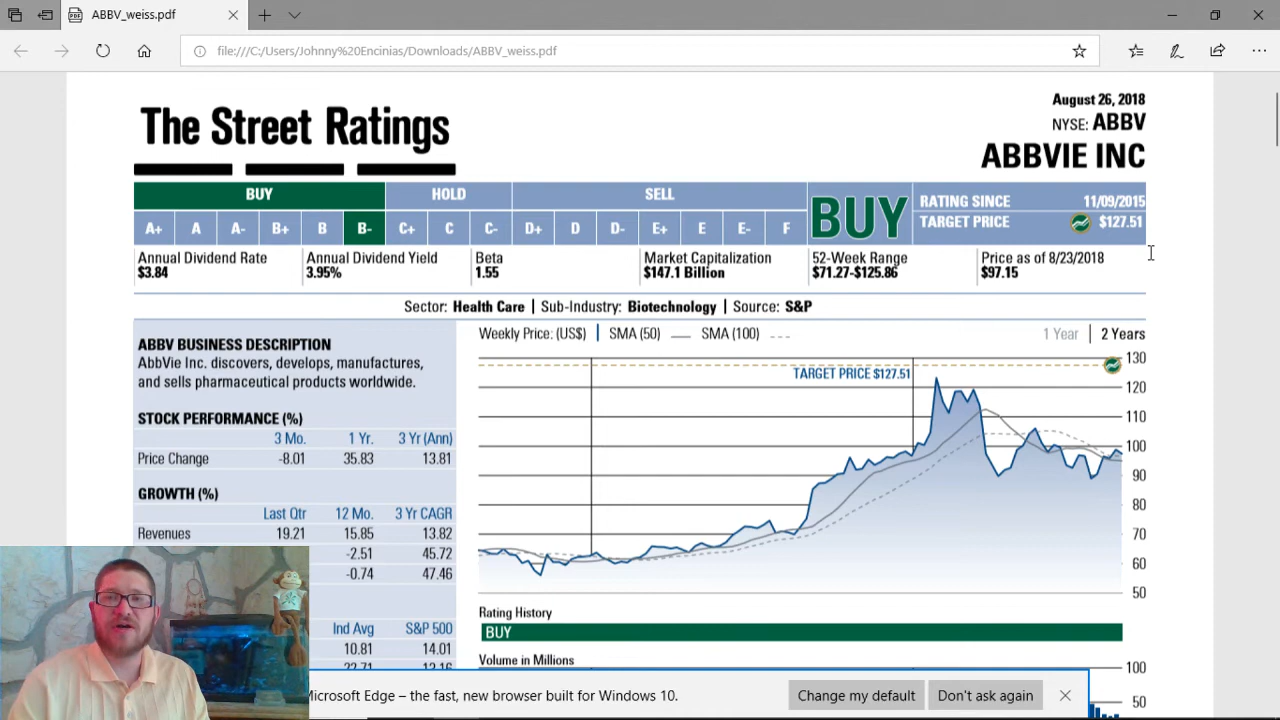 ABBV_weiss.pdf
file:///C:/Users/Johnny%20Encinias/Downloads/ABBV_weiss.pdf
The Street Ratings
August 26, 2018
NYSE: ABBV
ABBVIE INC
BUY HOLD SELL
A+ A A- B+ B B- C+ C C- D+ D D- E+ E E- F
BUY
RATING SINCE 11/09/2015
TARGET PRICE $127.51
Annual Dividend Rate Annual Dividend Yield Beta Market Capitalization 52-Week Range Price as of 8/23/2018
$3.84 3.95% 1.55 $147.1 Billion $71.27-$125.86 $97.15
Sector: Health Care | Sub-Industry: Biotechnology | Source: S&P
ABBV BUSINESS DESCRIPTION
AbbVie Inc. discovers, develops, manufactures,
and sells pharmaceutical products worldwide.
STOCK PERFORMANCE (%)
3 Mo. 1 Yr. 3 Yr (Ann)
Price Change -8.01 35.83 13.81
GROWTH (%)
Last Qtr 12 Mo. 3 Yr CAGR
Revenues 19.21 15.85 13.82
-2.51 45.72
-0.74 47.46
Ind Avg S&P 500
10.81 14.01
Weekly Price: (US$) SMA (50) SMA (100) 1 Year 2 Years
TARGET PRICE $127.51
130
120
110
100
90
80
70
60
50
Rating History
BUY
Volume in Millions
100
50
Microsoft Edge – the fast, new browser built for Windows 10.
Change my default
Don't ask again